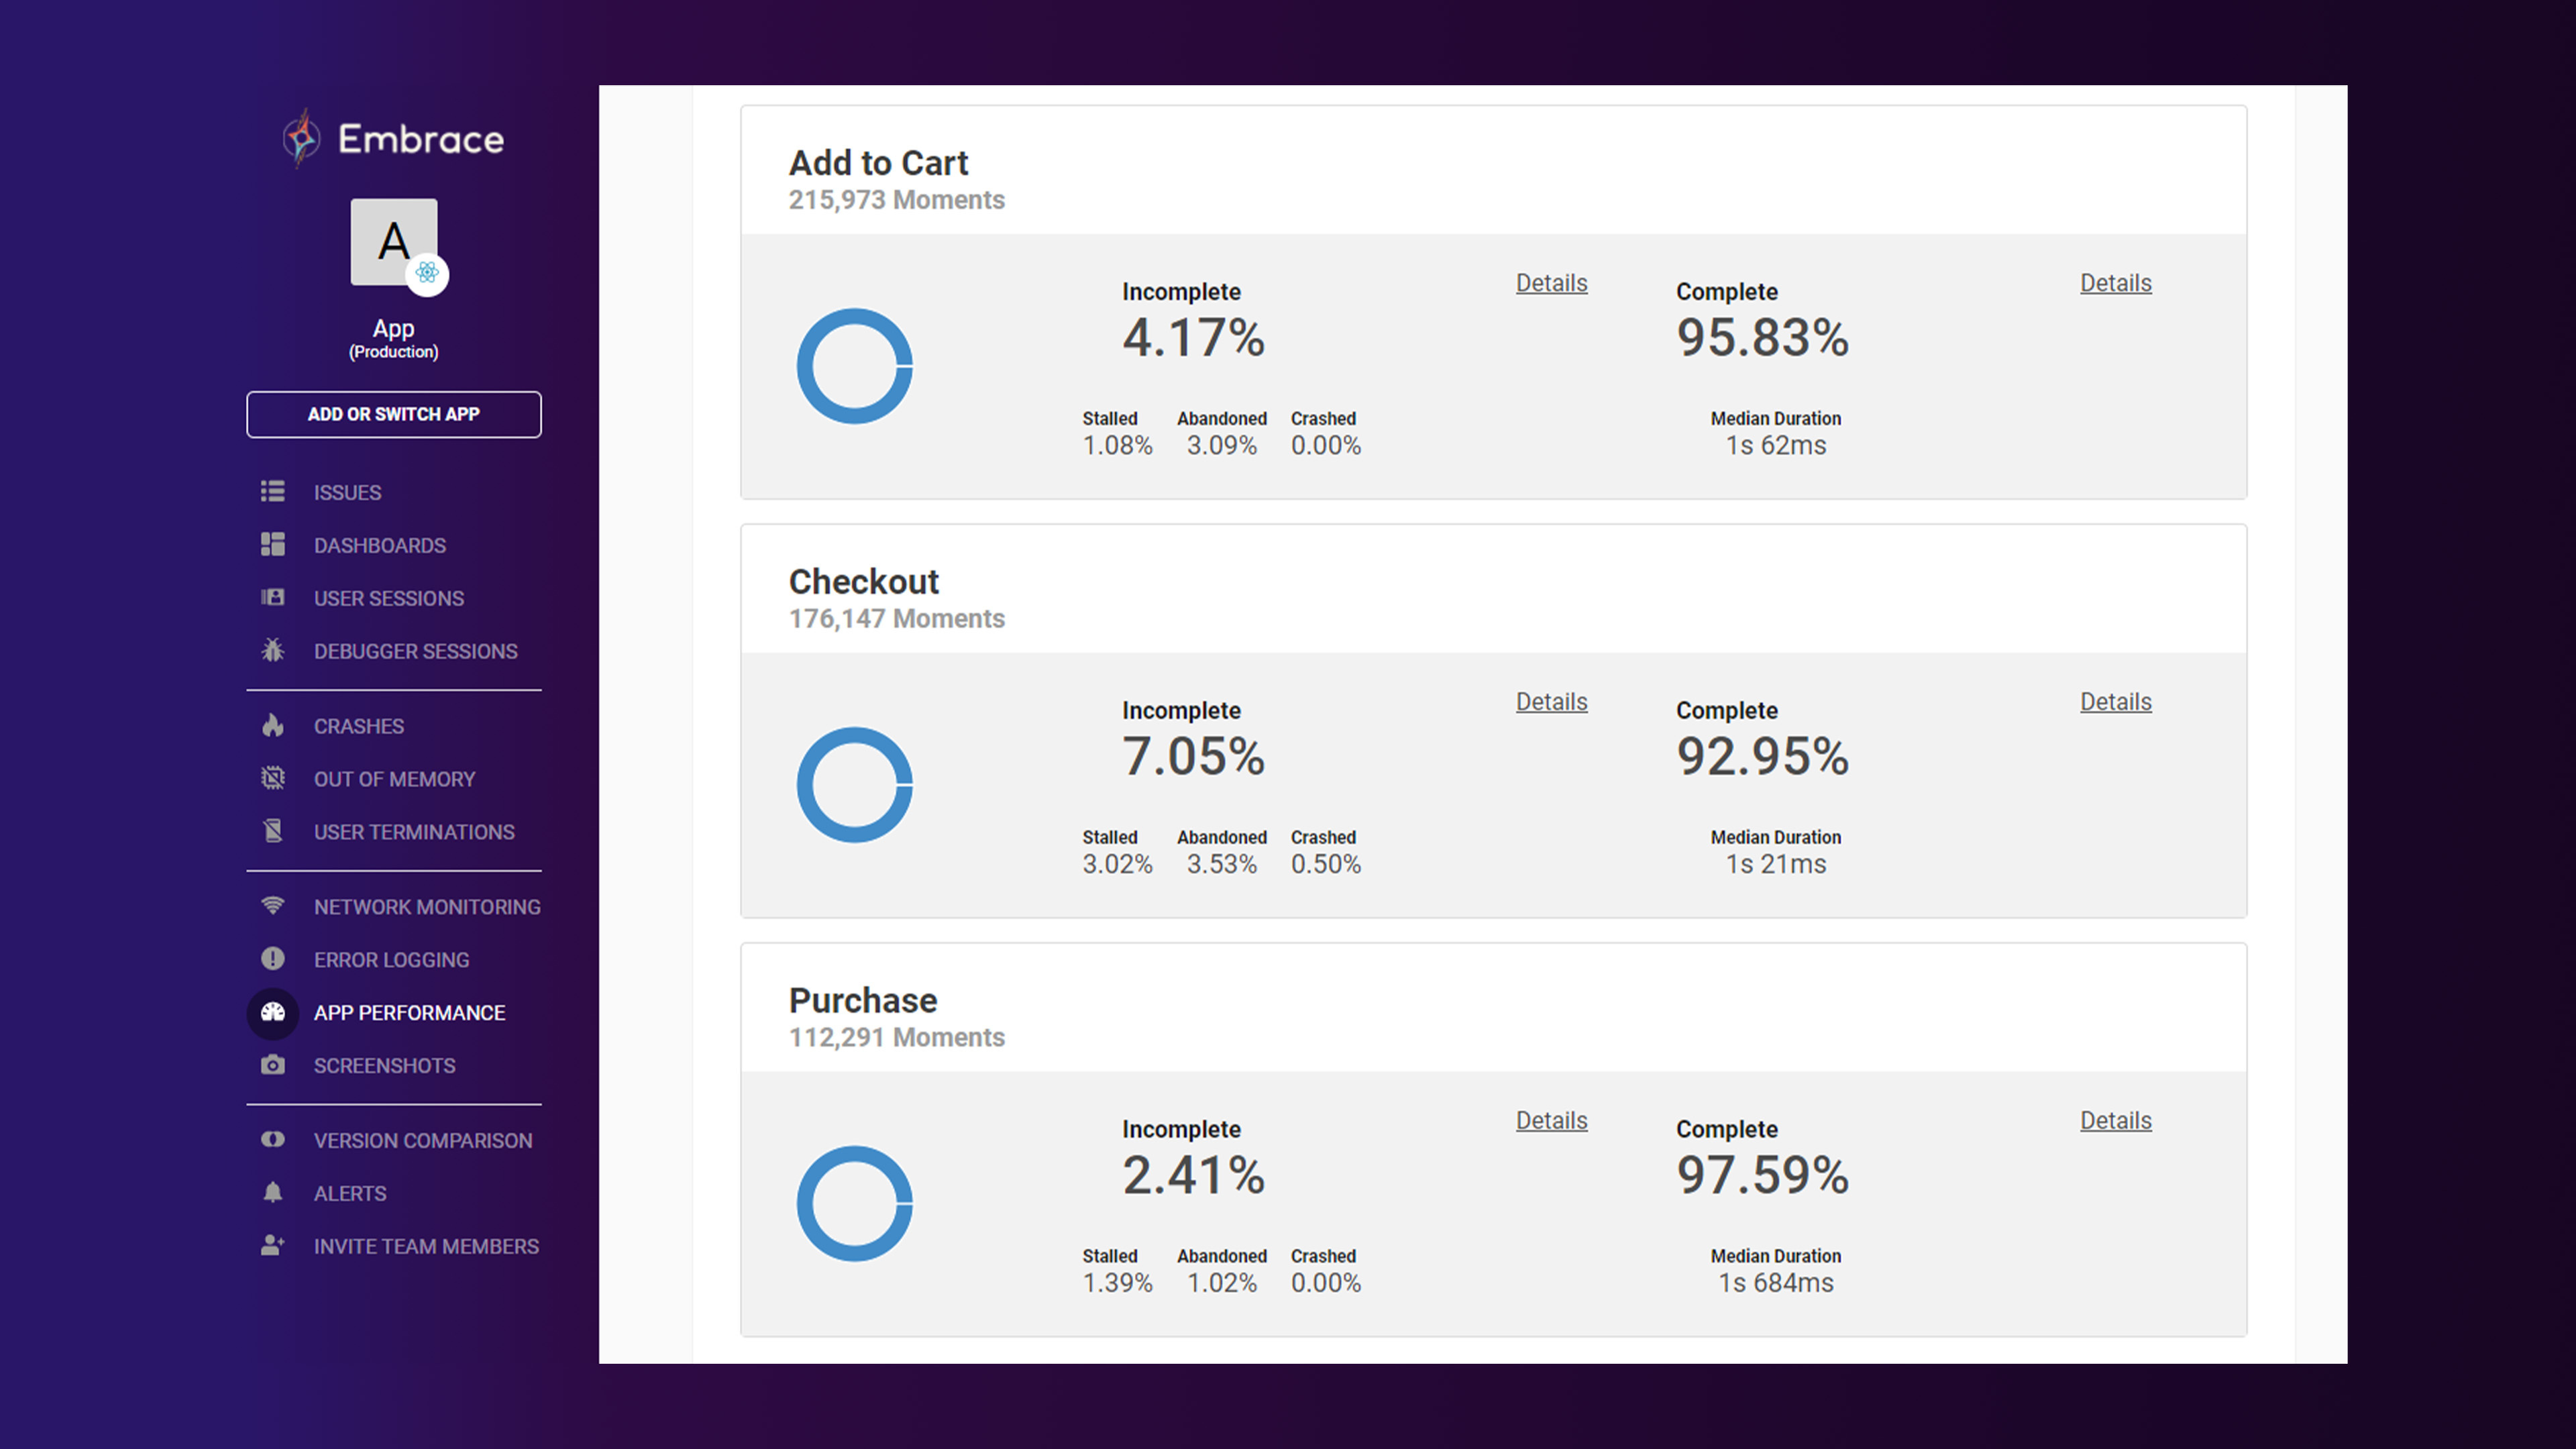 Embrace
A
App
(Production)
ADD OR SWITCH APP
ISSUES
DASHBOARDS
USER SESSIONS
DEBUGGER SESSIONS
CRASHES
OUT OF MEMORY
USER TERMINATIONS
NETWORK MONITORING
ERROR LOGGING
APP PERFORMANCE
SCREENSHOTS
VERSION COMPARISON
ALERTS
INVITE TEAM MEMBERS
Add to Cart
215,973 Moments
Incomplete Details Complete Details
4.17% 95.83%
Stalled Abandoned Crashed Median Duration
1.08% 3.09% 0.00% 1s 62ms
Checkout
176,147 Moments
Incomplete Details Complete Details
7.05% 92.95%
Stalled Abandoned Crashed Median Duration
3.02% 3.53% 0.50% 1s 21ms
Purchase
112,291 Moments
Incomplete Details Complete Details
2.41% 97.59%
Stalled Abandoned Crashed Median Duration
1.39% 1.02% 0.00% 1s 684ms